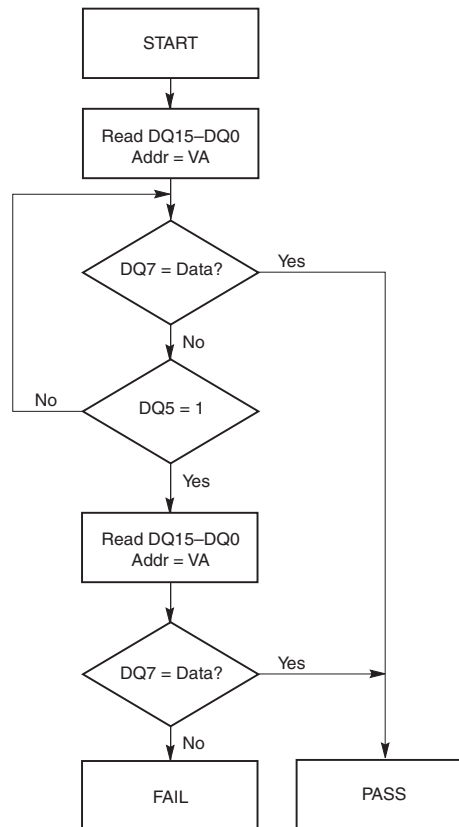 START
Read DQ15–DQ0
Addr = VA
DQ7 = Data?
Yes
No
No
DQ5 = 1
Yes
Read DQ15–DQ0
Addr = VA
DQ7 = Data?
Yes
No
FAIL
PASS